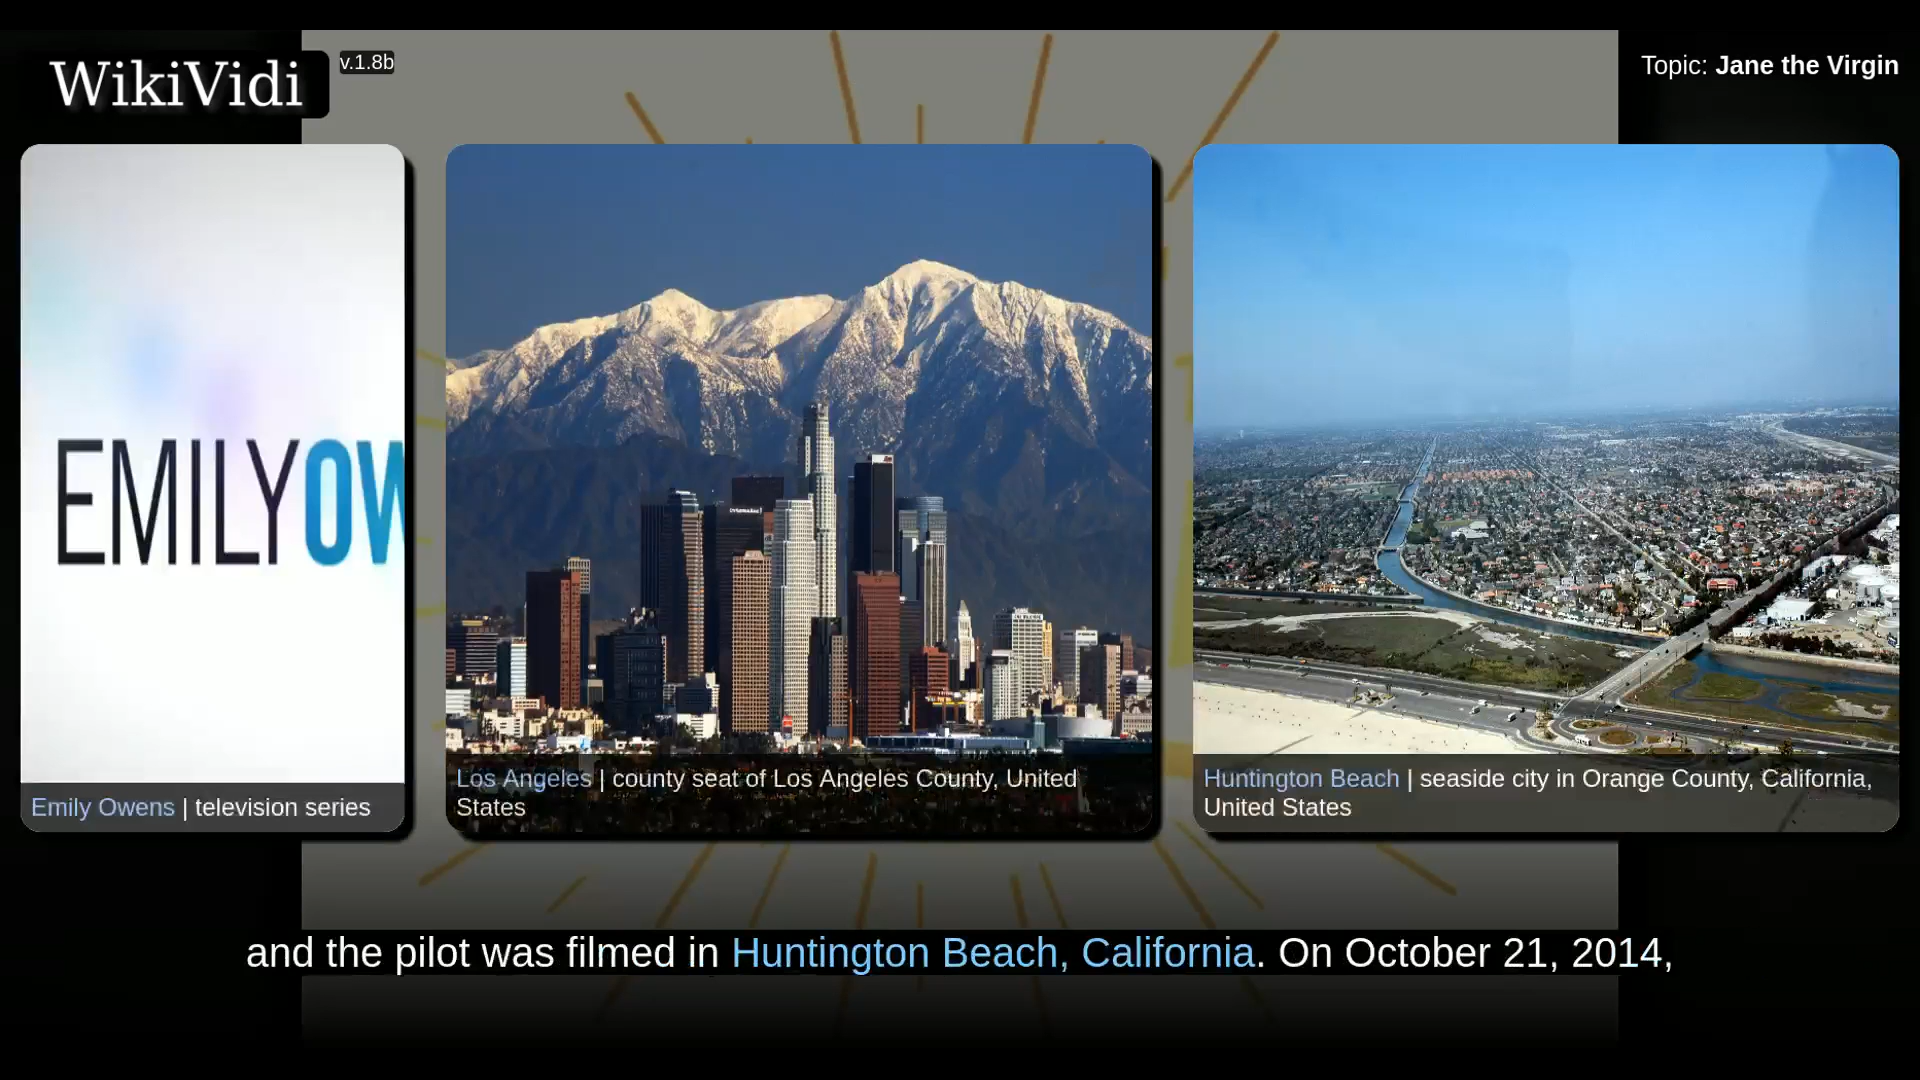 WikiVidi
v.1.8b
Topic: Jane the Virgin
EMILYOW
Emily Owens | television series
Los Angeles | county seat of Los Angeles County, United
States
Huntington Beach | seaside city in Orange County, California,
United States
and the pilot was filmed in Huntington Beach, California. On October 21, 2014,